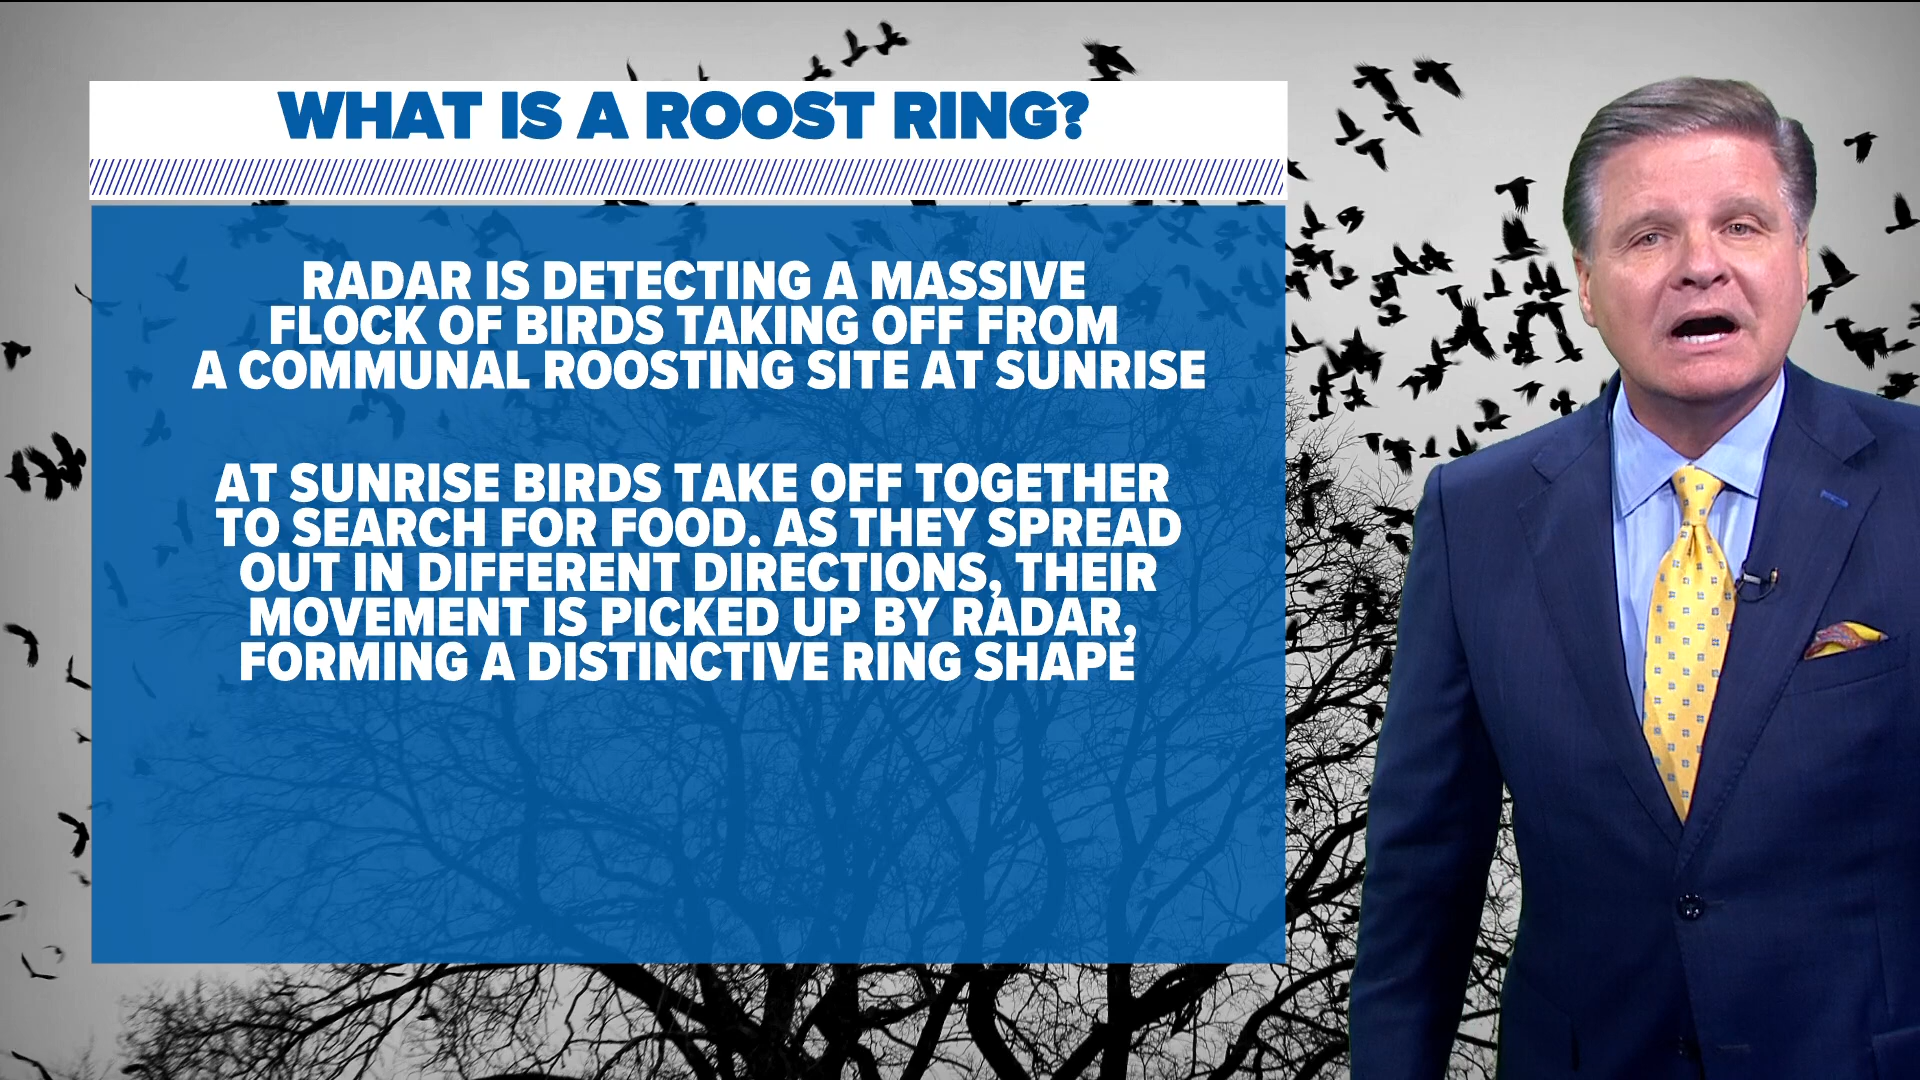 WHAT IS A ROOST RING?
RADAR IS DETECTING A MASSIVE
FLOCK OF BIRDS TAKING OFF FROM
A COMMUNAL ROOSTING SITE AT SUNRISE
AT SUNRISE BIRDS TAKE OFF TOGETHER
TO SEARCH FOR FOOD. AS THEY SPREAD
OUT IN DIFFERENT DIRECTIONS, THEIR
MOVEMENT IS PICKED UP BY RADAR,
FORMING A DISTINCTIVE RING SHAPE